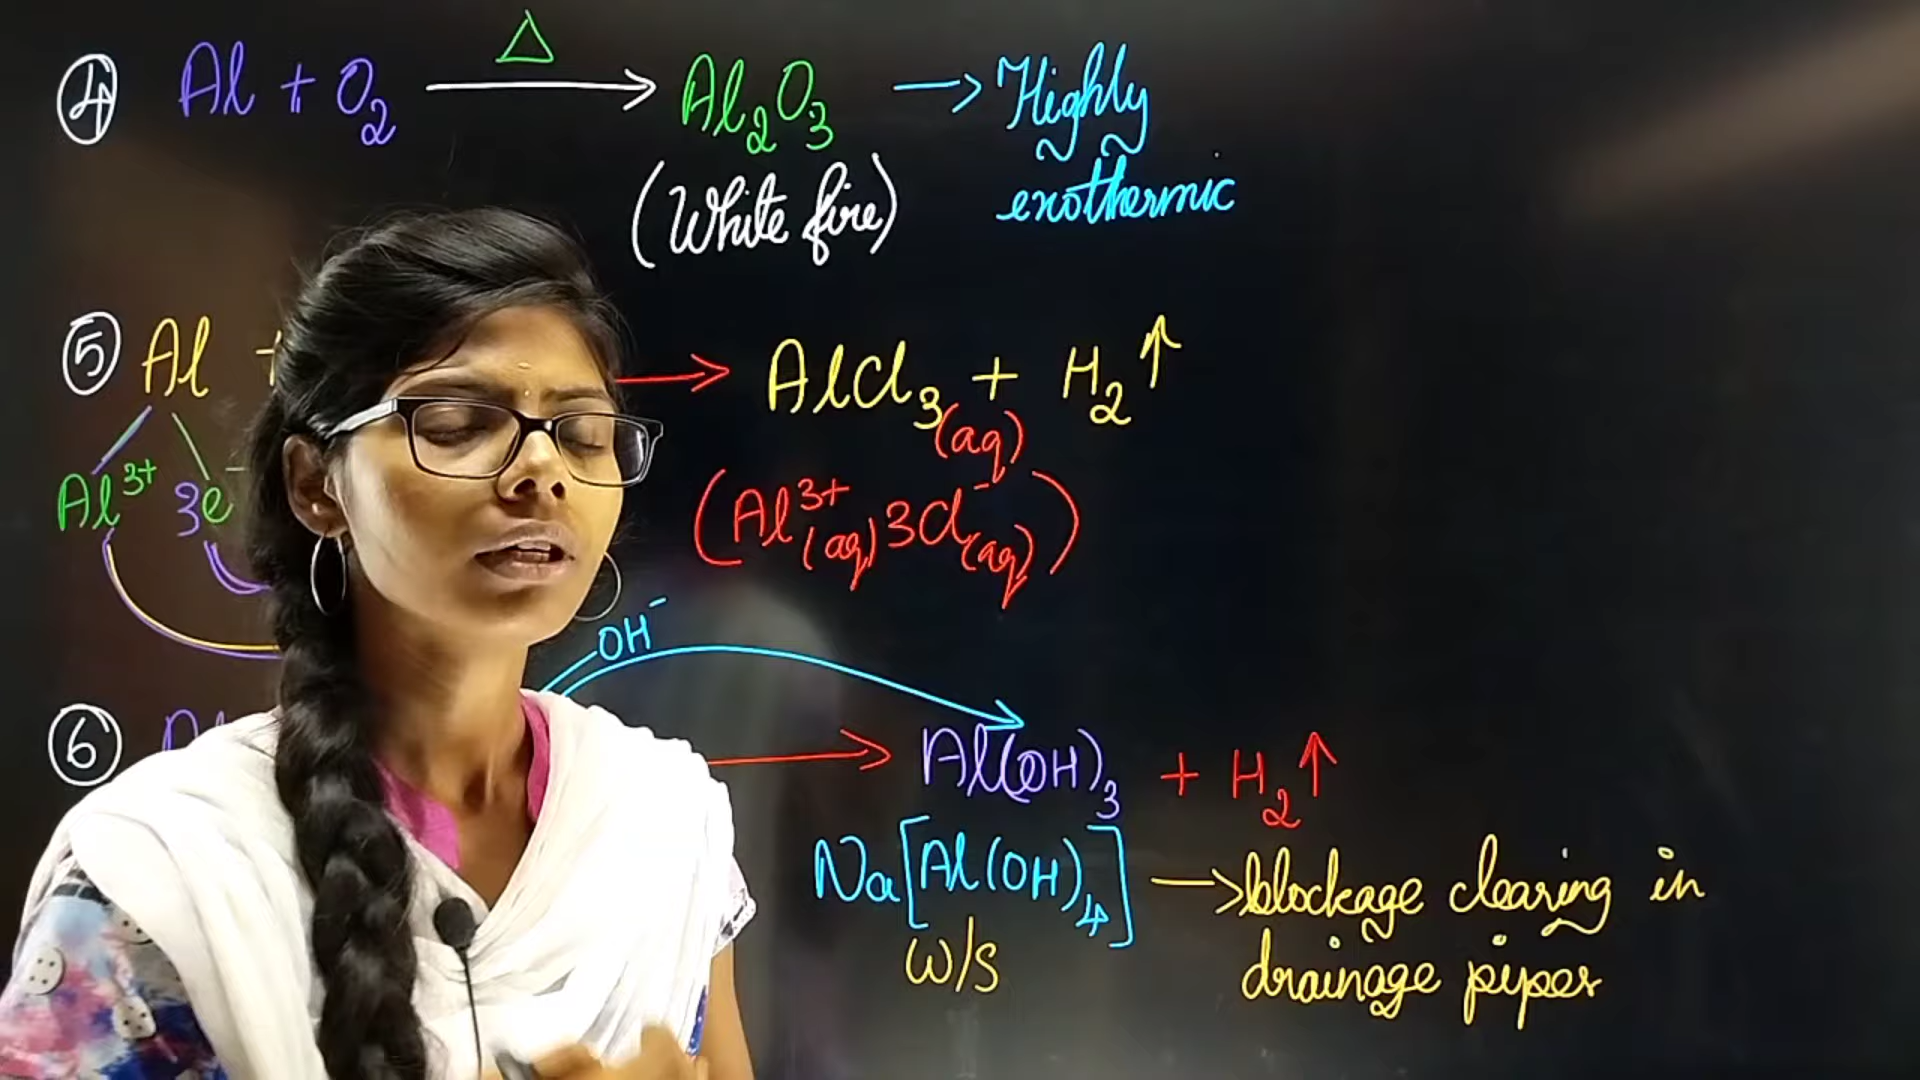 ④ Al + O₂ —Δ→ Al₂O₃ → Highly
(White fire) exothermic
⑤ Al + → AlCl₃ (aq) + H₂↑
Al³⁺ 3e⁻ (Al³⁺(aq) 3Cl⁻(aq))
OH⁻
⑥ Al → Al(OH)₃ + H₂↑
Na[Al(OH)₄] → blockage clearing in
W/S drainage pipes